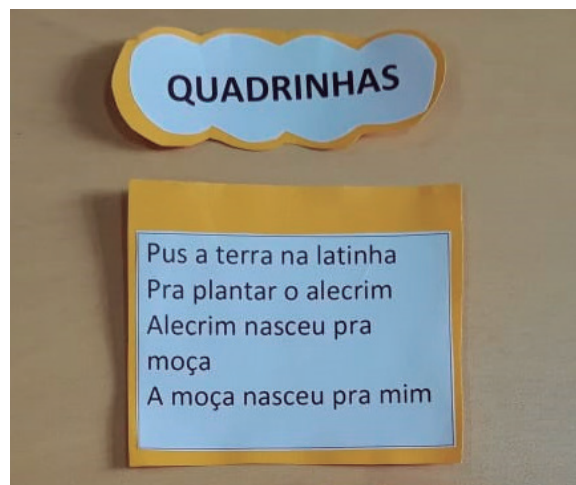 QUADRINHAS
Pus a terra na latinha
Pra plantar o alecrim
Alecrim nasceu pra
moça
A moça nasceu pra mim